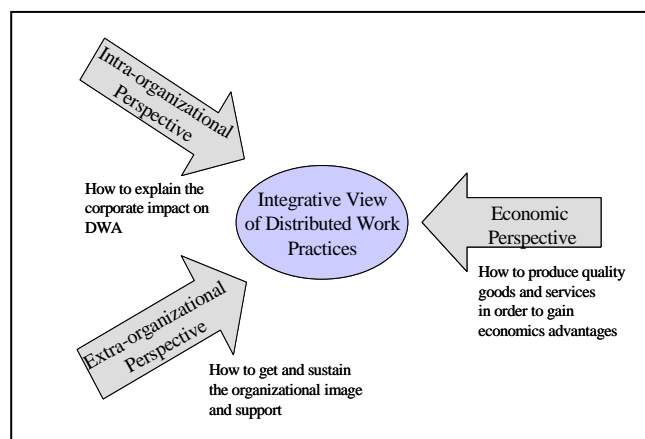 Intra-organizational
Perspective
How to explain the
corporate impact on
DWA
Integrative View
of Distributed Work
Practices
Economic
Perspective
How to produce quality
goods and services
in order to gain
economics advantages
Extra-organizational
Perspective
How to get and sustain
the organizational image
and support